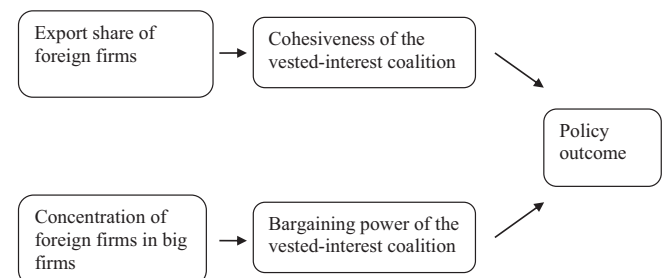 Export share of
foreign firms
Cohesiveness of the
vested-interest coalition
Policy
outcome
Concentration of
foreign firms in big
firms
Bargaining power of the
vested-interest coalition